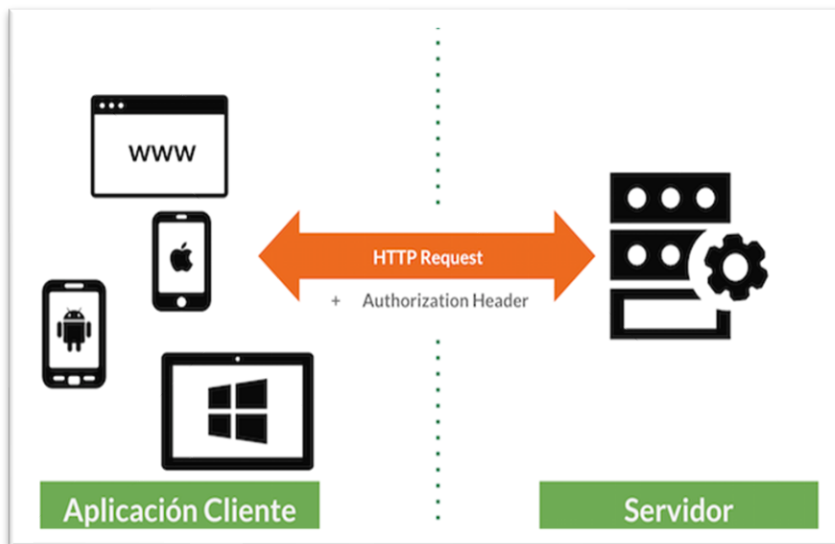 WWW
HTTP Request
+ Authorization Header
Aplicación Cliente
Servidor